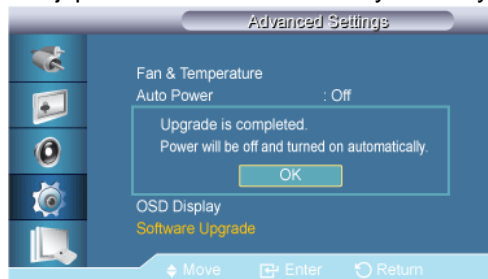 Advanced Settings
Fan & Temperature
Auto Power : Off
Upgrade is completed.
Power will be off and turned on automatically.
OK
OSD Display
Software Upgrade
Move Enter Return